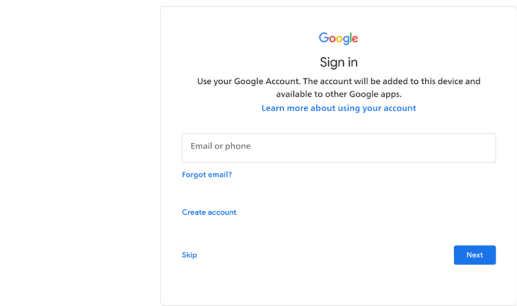 Google
Sign in
Use your Google Account. The account will be added to this device and
available to other Google apps.
Learn more about using your account
Email or phone
Forgot email?
Create account
Skip
Next